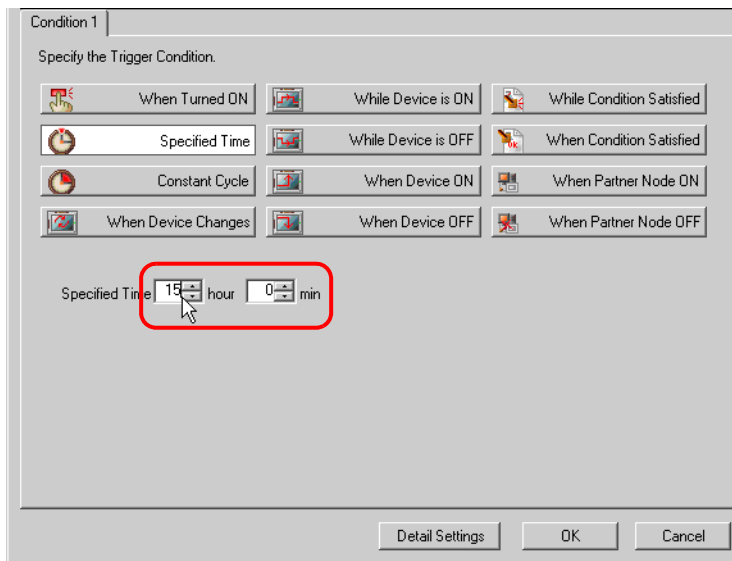 Condition 1
Specify the Trigger Condition.
When Turned ON While Device is ON While Condition Satisfied
Specified Time While Device is OFF When Condition Satisfied
Constant Cycle When Device ON When Partner Node ON
When Device Changes When Device OFF When Partner Node OFF
Specified Time 15 hour 0 min
Detail Settings OK Cancel